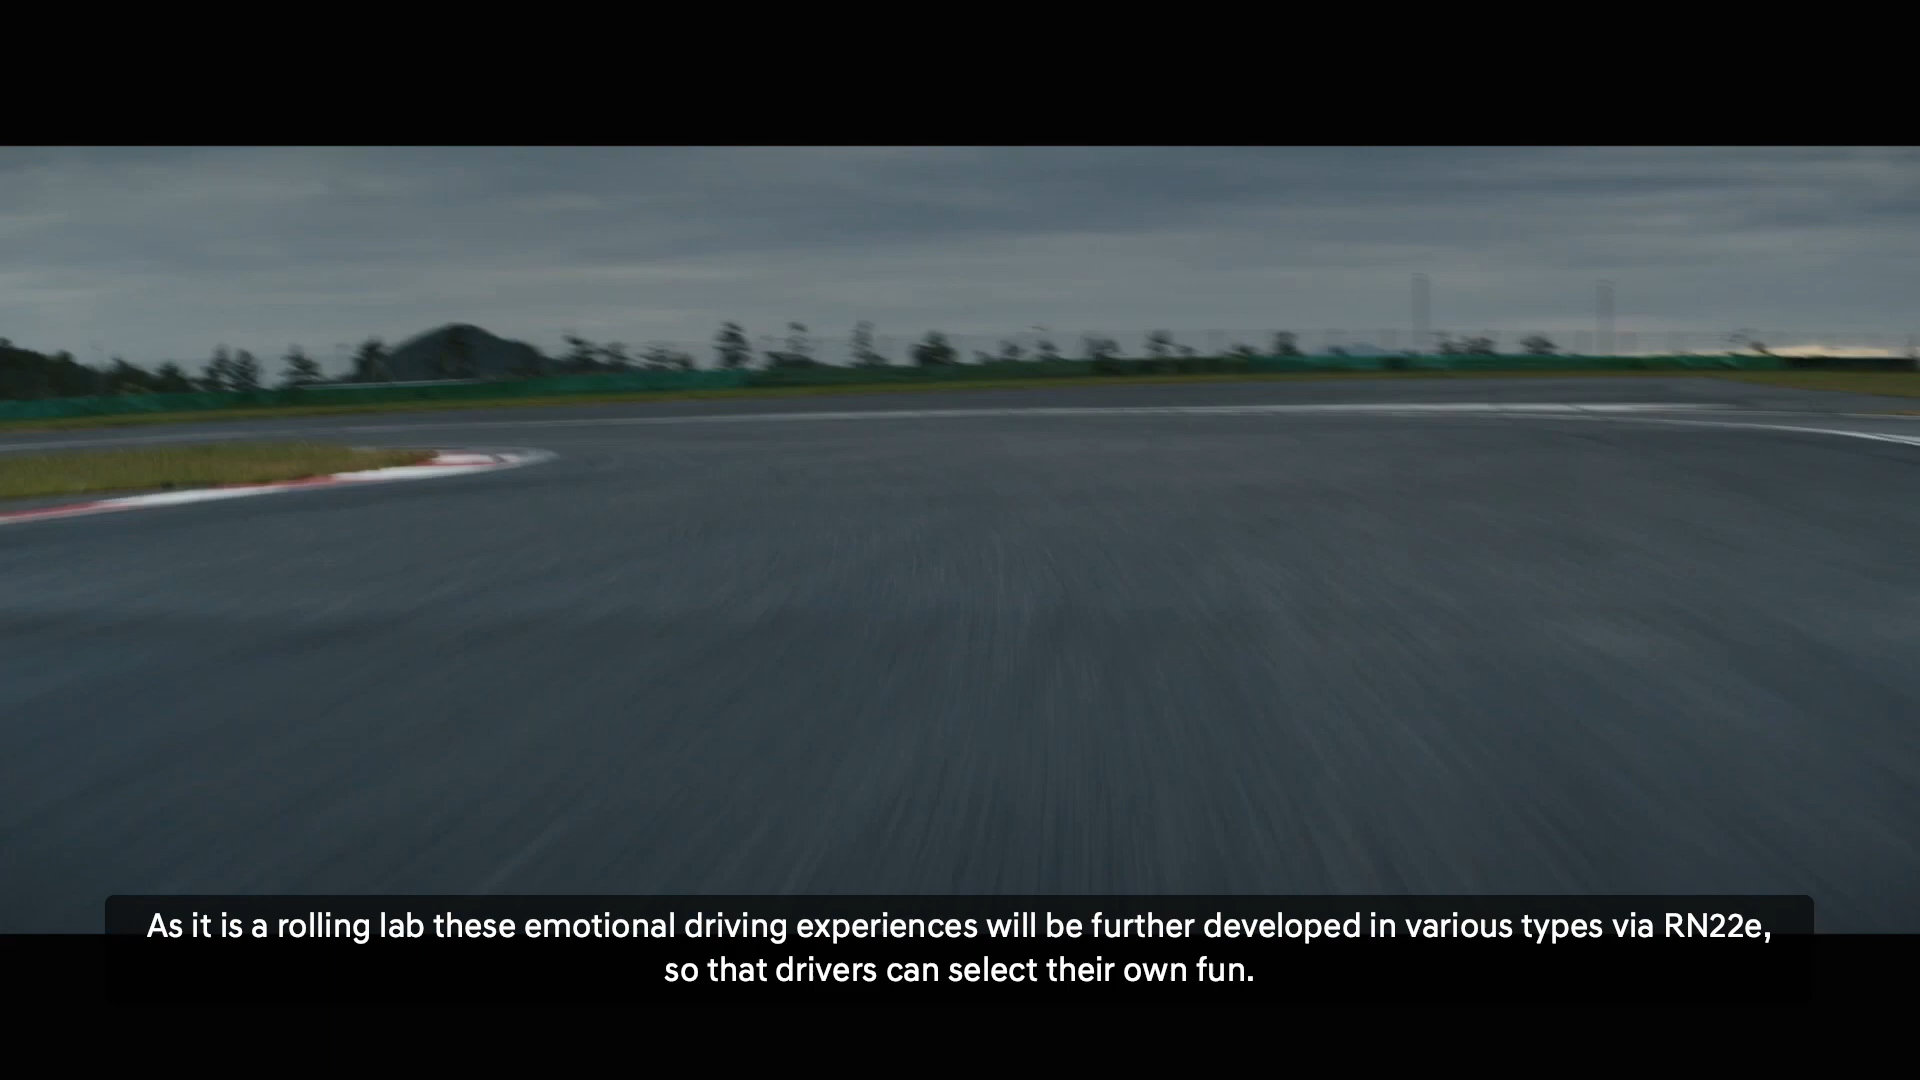 As it is a rolling lab these emotional driving experiences will be further developed in various types via RN22e,
so that drivers can select their own fun.